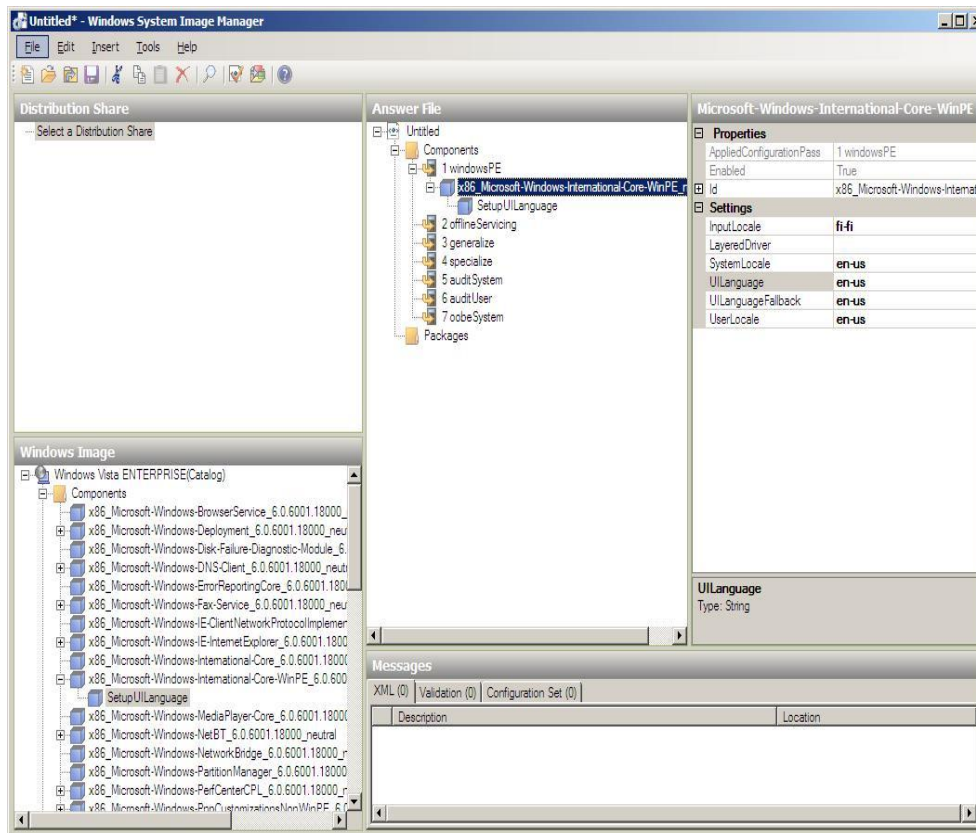 Untitled* - Windows System Image Manager
File Edit Insert Tools Help
Distribution Share
Select a Distribution Share
Answer File
Untitled
Components
1 windowsPE
x86_Microsoft-Windows-International-Core-WinPE_n
SetupUILanguage
2 offlineServicing
3 generalize
4 specialize
5 auditSystem
6 auditUser
7 oobeSystem
Packages
Microsoft-Windows-International-Core-WinPE
Properties
AppliedConfigurationPass 1 windowsPE
Enabled True
Id x86_Microsoft-Windows-Internat
Settings
InputLocale fi-fi
LayeredDriver
SystemLocale en-us
UILanguage en-us
UILanguageFallback en-us
UserLocale en-us
UILanguage
Type: String
Windows Image
Windows Vista ENTERPRISE(Catalog)
Components
x86_Microsoft-Windows-BrowserService_6.0.6001.18000_
x86_Microsoft-Windows-Deployment_6.0.6001.18000_neu
x86_Microsoft-Windows-Disk-Failure-Diagnostic-Module_6.
x86_Microsoft-Windows-DNS-Client_6.0.6001.18000_neut
x86_Microsoft-Windows-ErrorReportingCore_6.0.6001.180
x86_Microsoft-Windows-Fax-Service_6.0.6001.18000_neu
x86_Microsoft-Windows-IE-ClientNetworkProtocolImplemen
x86_Microsoft-Windows-IE-InternetExplorer_6.0.6001.1800
x86_Microsoft-Windows-International-Core_6.0.6001.1800
x86_Microsoft-Windows-International-Core-WinPE_6.0.600
SetupUILanguage
x86_Microsoft-Windows-MediaPlayer-Core_6.0.6001.1800
x86_Microsoft-Windows-NetBT_6.0.6001.18000_neutral
x86_Microsoft-Windows-NetworkBridge_6.0.6001.18000_n
x86_Microsoft-Windows-PartitionManager_6.0.6001.18000
x86_Microsoft-Windows-PerfCenterCPL_6.0.6001.18000_n
x86_Microsoft-Windows-PnpCustomizationsNonWinPE_6.0
Messages
XML (0) Validation (0) Configuration Set (0)
Description Location